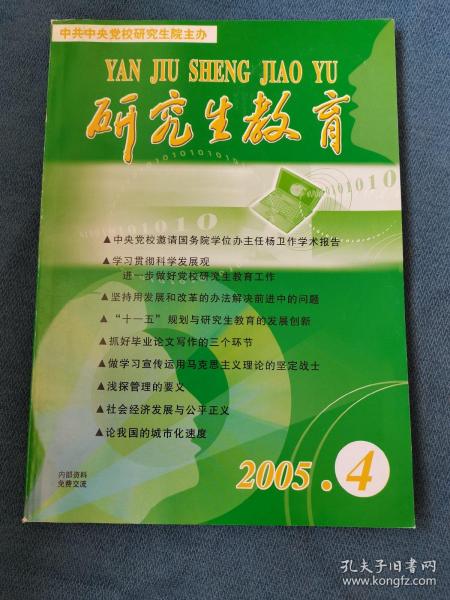 中共中央党校研究生院主办
YAN JIU SHENG JIAO YU
研究生教育
01010101010
01010
▲中央党校邀请国务院学位办主任杨卫作学术报告
▲学习贯彻科学发展观
进一步做好党校研究生教育工作
▲坚持用发展和改革的办法解决前进中的问题
▲“十一五”规划与研究生教育的发展创新
▲抓好毕业论文写作的三个环节
▲做学习宣传运用马克思主义理论的坚定战士
▲浅探管理的要义
▲社会经济发展与公平正义
▲论我国的城市化速度
内部资料
免费交流
2005.4
孔夫子旧书网
www.kongfz.com